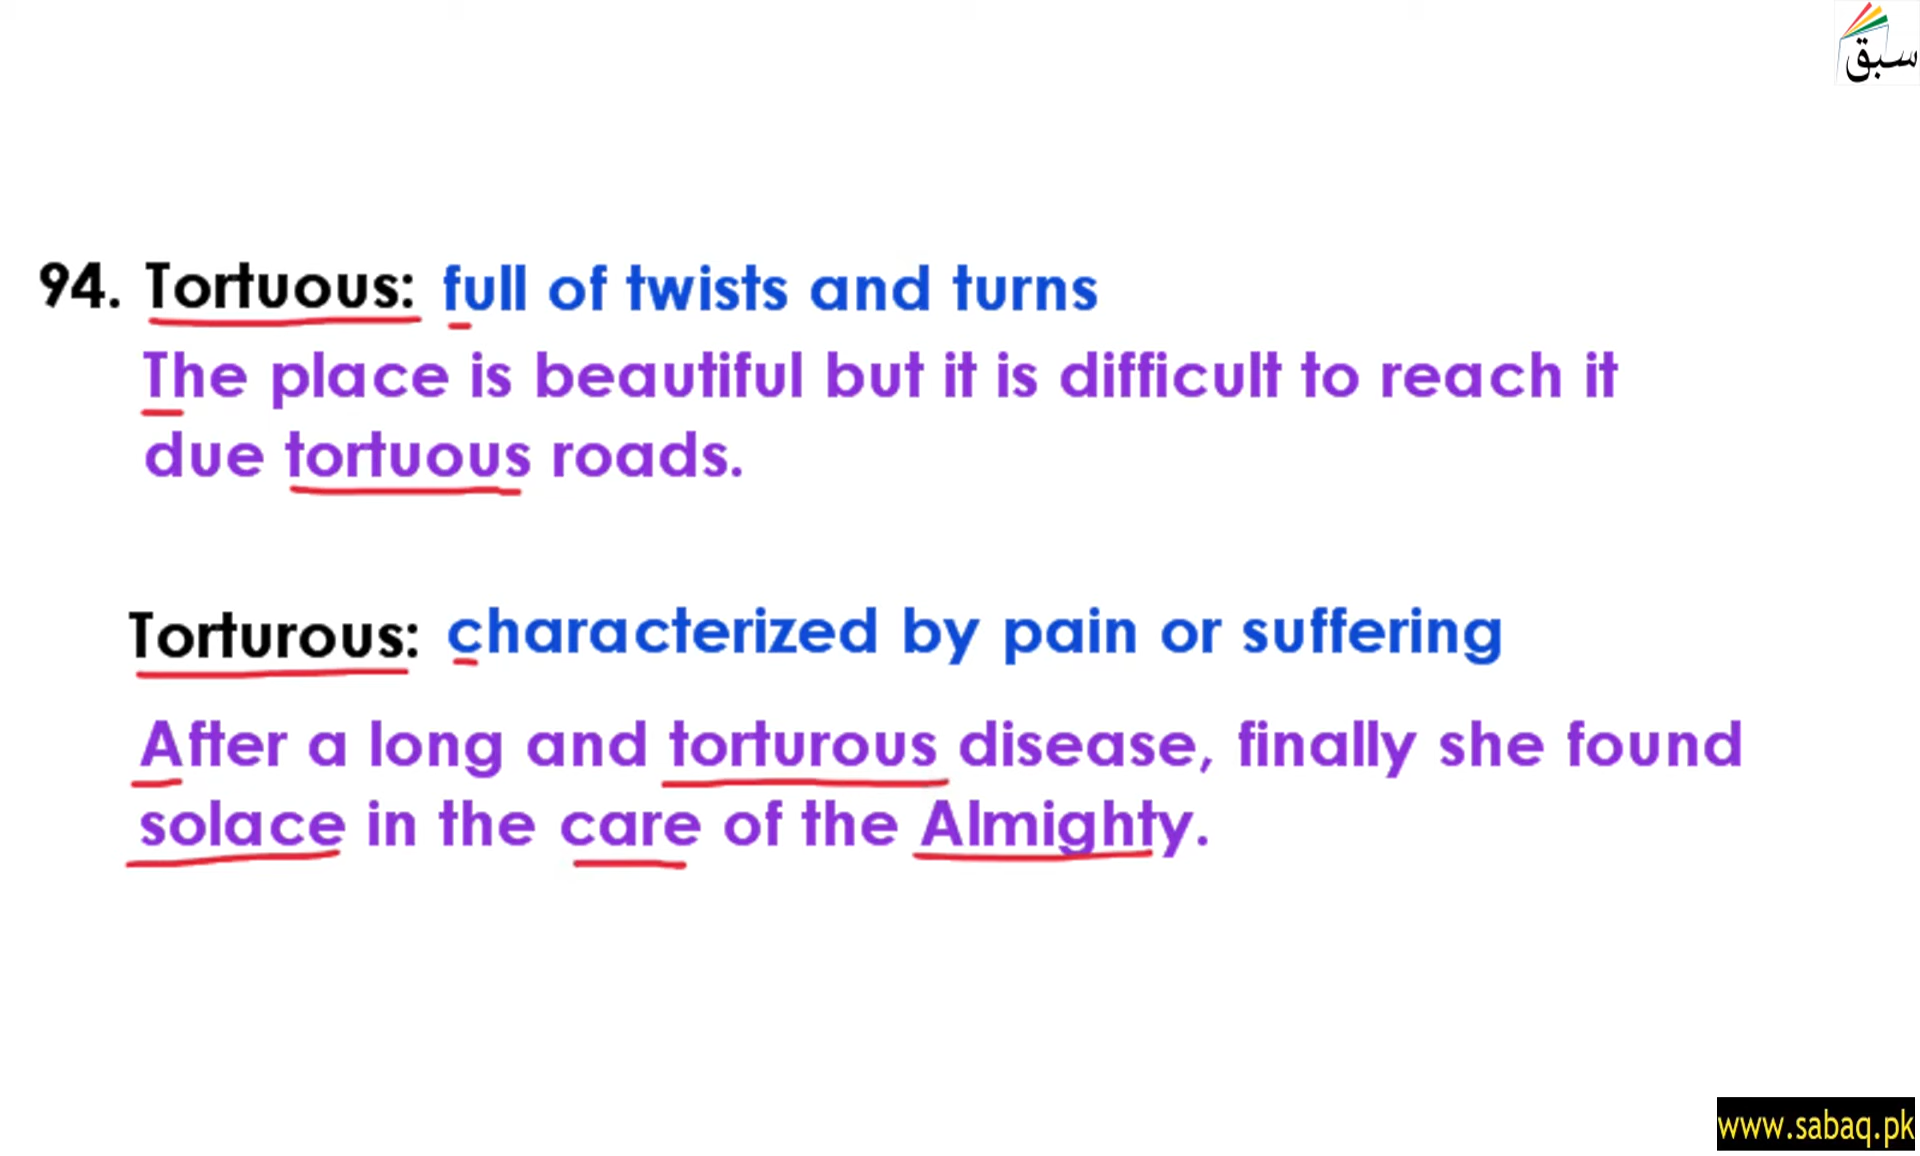 سبق
94. Tortuous: full of twists and turns
The place is beautiful but it is difficult to reach it
due tortuous roads.
Torturous: characterized by pain or suffering
After a long and torturous disease, finally she found
solace in the care of the Almighty.
www.sabaq.pk